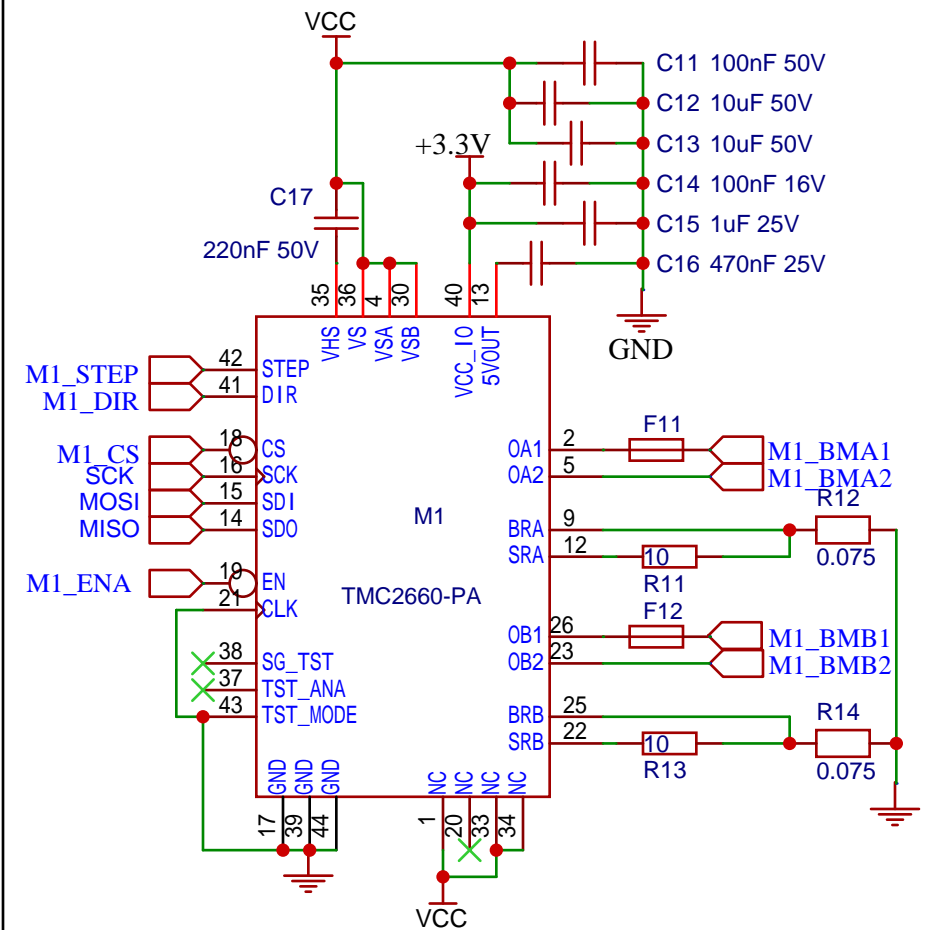 VCC
C11 100nF 50V
C12 10uF 50V
C13 10uF 50V
+3.3V
C14 100nF 16V
C17
C15 1uF 25V
220nF 50V
C16 470nF 25V
35 36 4 30 40 13
VHS VS VSA VSB VCC_IO 5VOUT
GND
M1_STEP 42 STEP
M1_DIR 41 DIR
M1_CS 18 CS
SCK 16 SCK
MOSI 15 SDI
MISO 14 SDO
M1_ENA 19 EN
21 CLK
38 SG_TST
37 TST_ANA
43 TST_MODE
M1
TMC2660-PA
F11
OA1 2 M1_BMA1
OA2 5 M1_BMA2
R12
BRA 9
0.075
SRA 12 10
R11
F12
OB1 26 M1_BMB1
OB2 23 M1_BMB2
BRB 25 R14
SRB 22 10
R13 0.075
GND GND GND NC NC NC NC
17 39 44 1 20 33 34
VCC